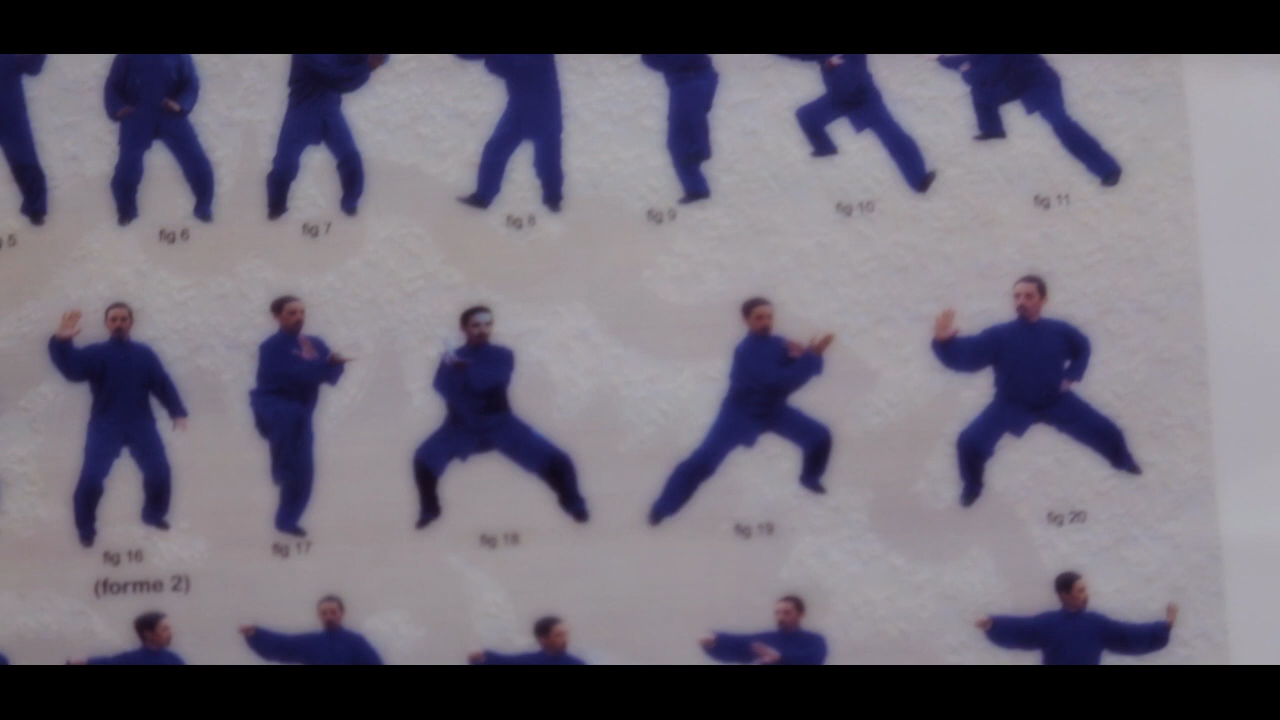 fig 6
fig 7
fig 8
fig 9
fig 10
fig 11
fig 16
(forme 2)
fig 17
fig 18
fig 19
fig 20